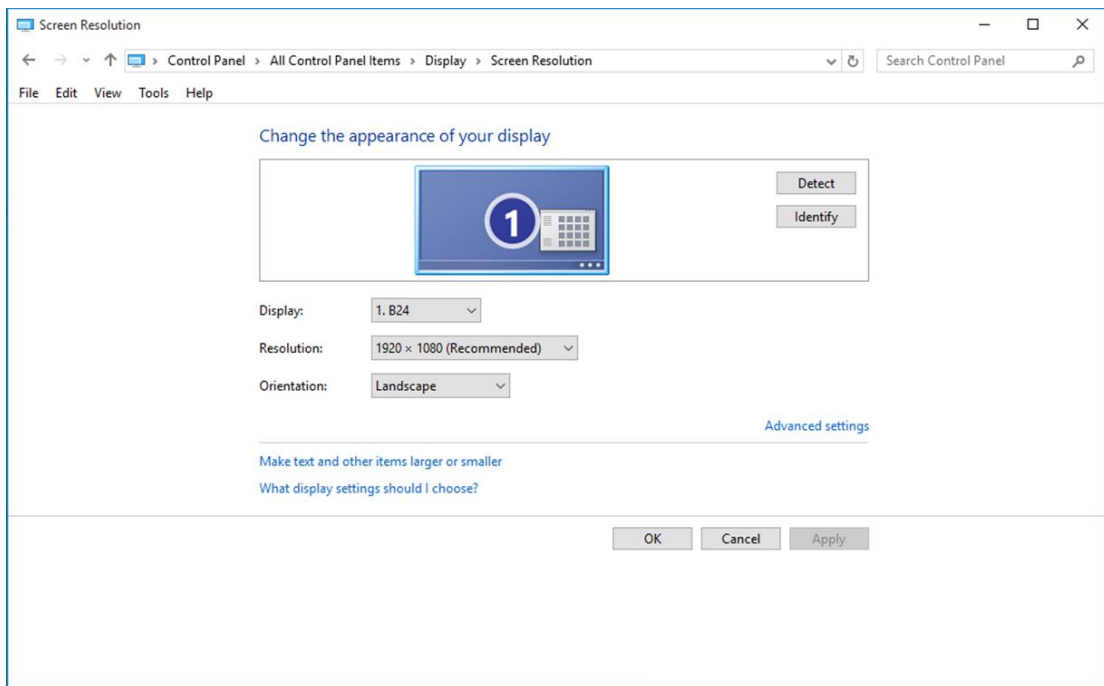 Screen Resolution
Control Panel > All Control Panel Items > Display > Screen Resolution
Search Control Panel
File Edit View Tools Help
Change the appearance of your display
1
Detect
Identify
Display: 1. B24
Resolution: 1920 × 1080 (Recommended)
Orientation: Landscape
Advanced settings
Make text and other items larger or smaller
What display settings should I choose?
OK Cancel Apply